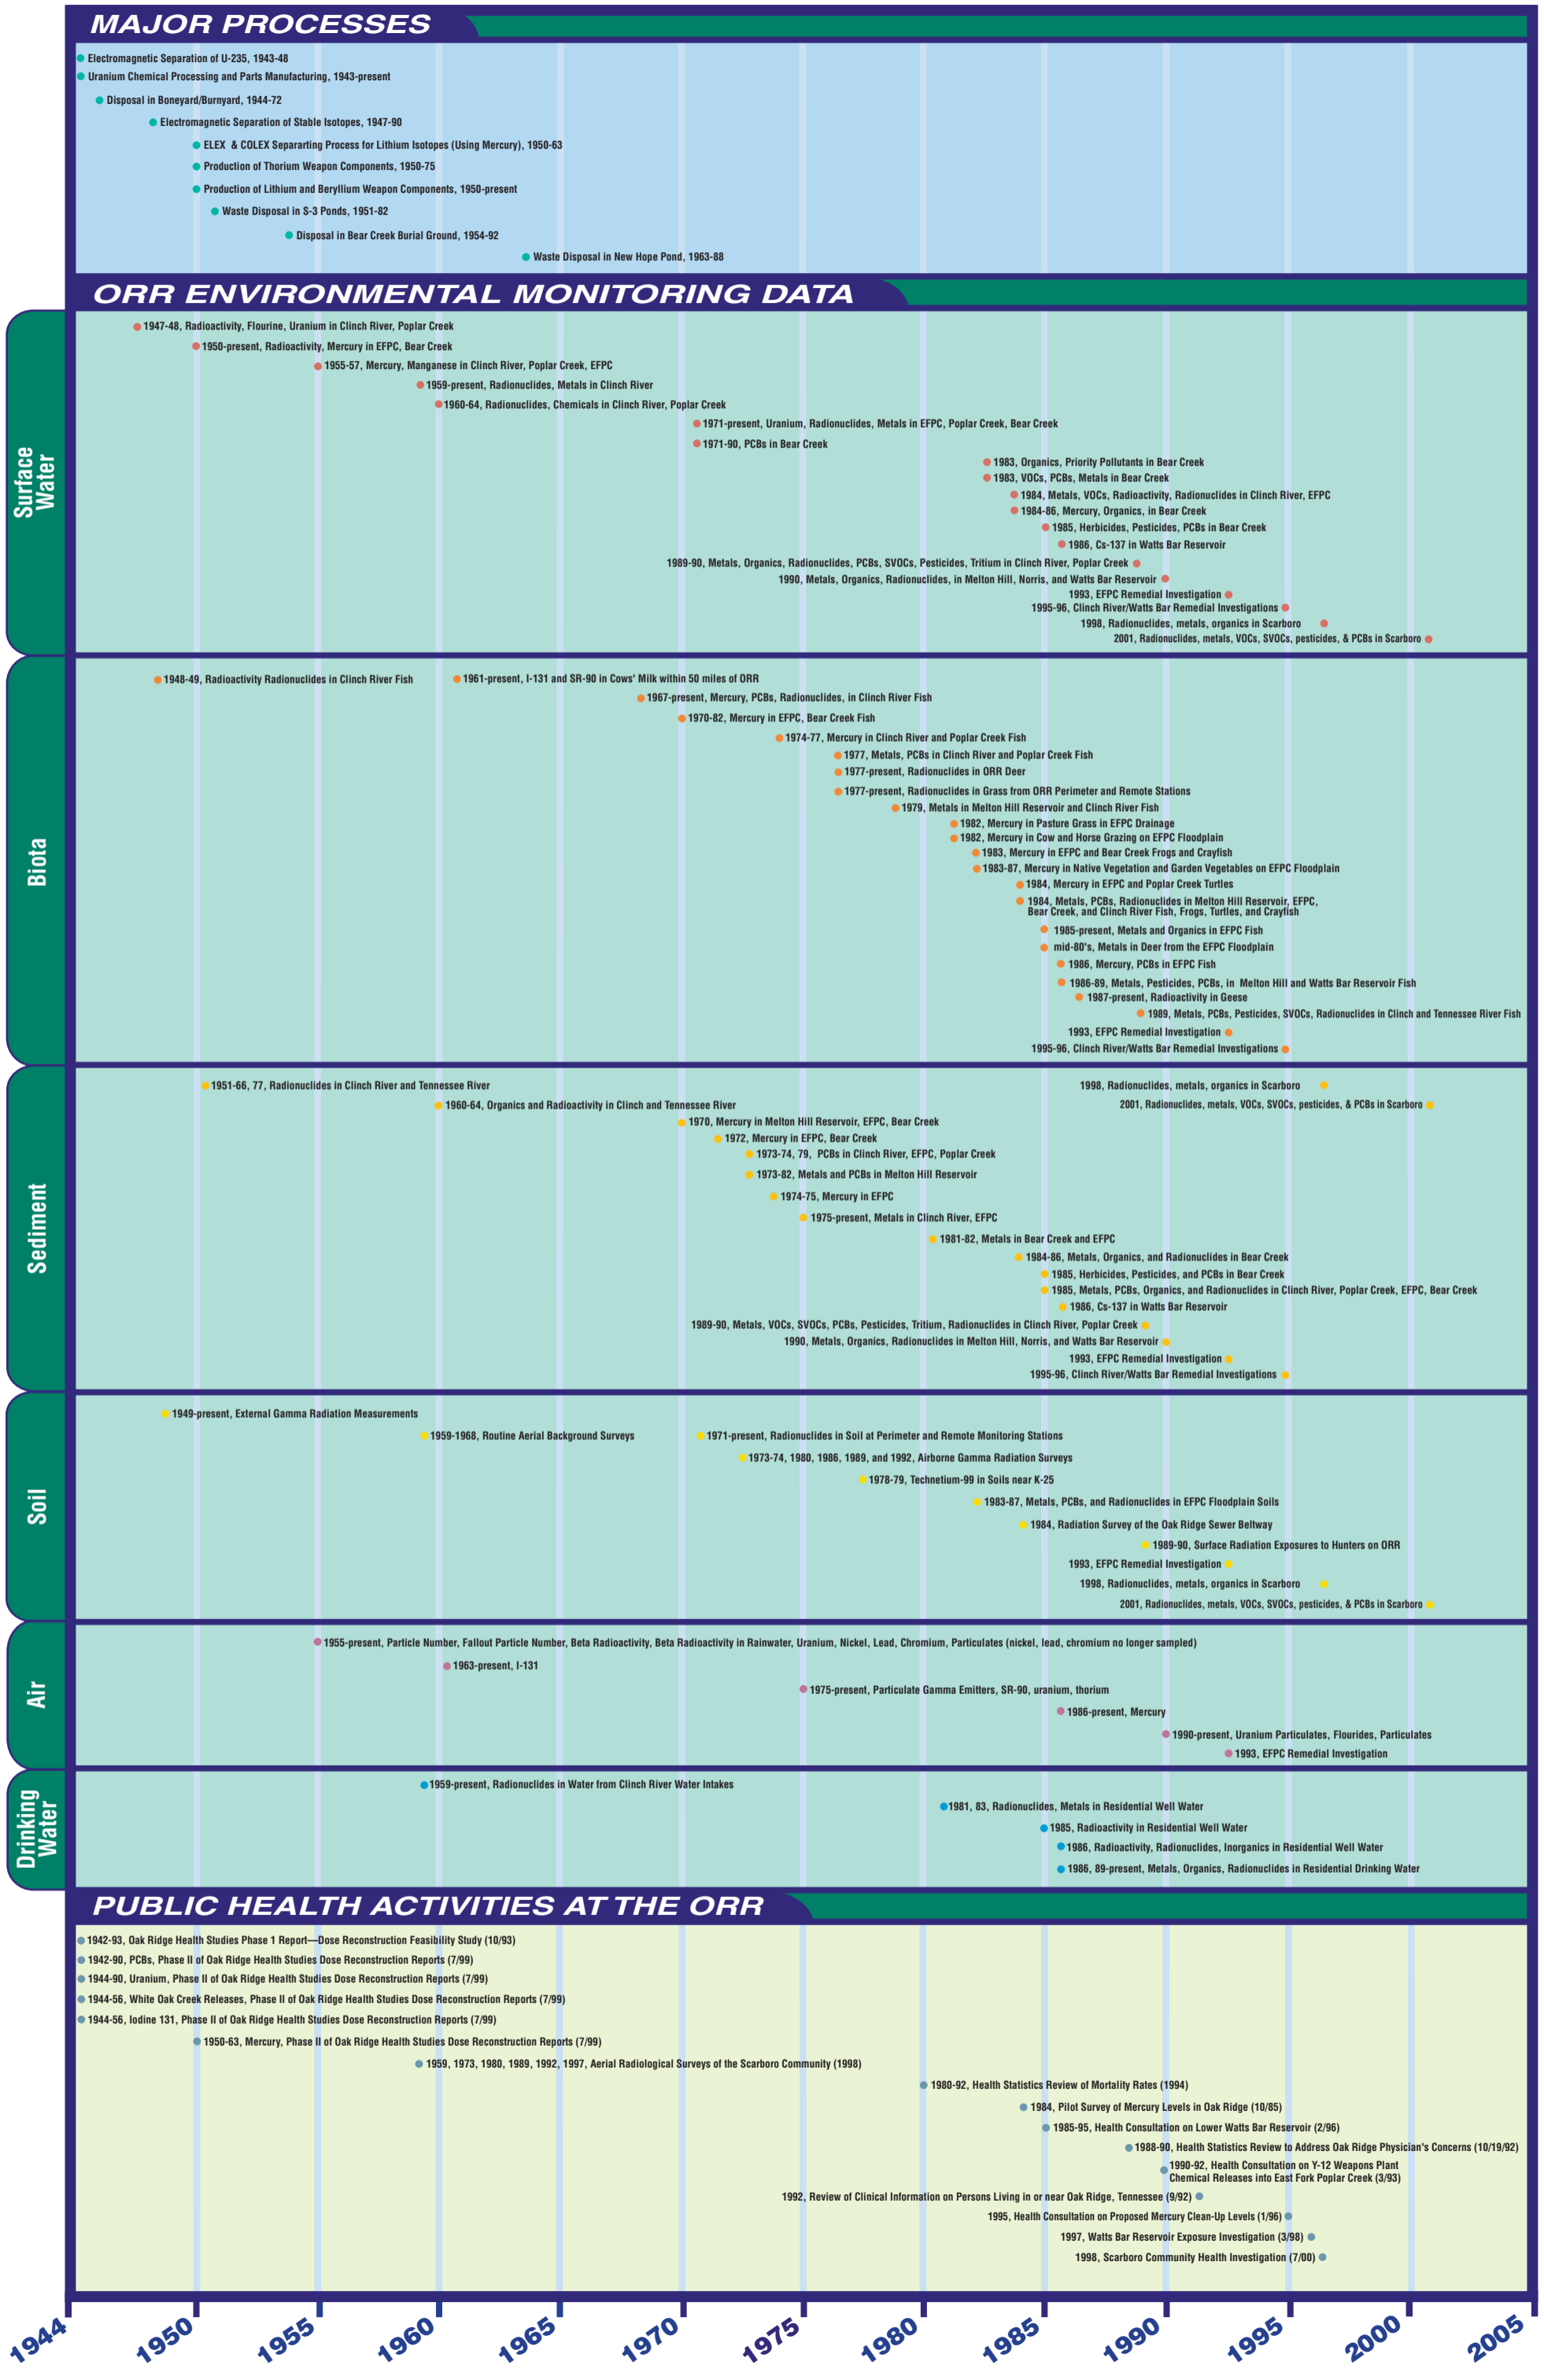 MAJOR PROCESSES
Electromagnetic Separation of U-235, 1943-48
Uranium Chemical Processing and Parts Manufacturing, 1943-present
Disposal in Boneyard/Burnyard, 1944-72
Electromagnetic Separation of Stable Isotopes, 1947-90
ELEX & COLEX Separarting Process for Lithium Isotopes (Using Mercury), 1950-63
Production of Thorium Weapon Components, 1950-75
Production of Lithium and Beryllium Weapon Components, 1950-present
Waste Disposal in S-3 Ponds, 1951-82
Disposal in Bear Creek Burial Ground, 1954-92
Waste Disposal in New Hope Pond, 1963-88
ORR ENVIRONMENTAL MONITORING DATA
Surface
Water
1947-48, Radioactivity, Flourine, Uranium in Clinch River, Poplar Creek
1950-present, Radioactivity, Mercury in EFPC, Bear Creek
1955-57, Mercury, Manganese in Clinch River, Poplar Creek, EFPC
1959-present, Radionuclides, Metals in Clinch River
1960-64, Radionuclides, Chemicals in Clinch River, Poplar Creek
1971-present, Uranium, Radionuclides, Metals in EFPC, Poplar Creek, Bear Creek
1971-90, PCBs in Bear Creek
1983, Organics, Priority Pollutants in Bear Creek
1983, VOCs, PCBs, Metals in Bear Creek
1984, Metals, VOCs, Radioactivity, Radionuclides in Clinch River, EFPC
1984-86, Mercury, Organics, in Bear Creek
1985, Herbicides, Pesticides, PCBs in Bear Creek
1986, Cs-137 in Watts Bar Reservoir
1989-90, Metals, Organics, Radionuclides, PCBs, SVOCs, Pesticides, Tritium in Clinch River, Poplar Creek
1990, Metals, Organics, Radionuclides, in Melton Hill, Norris, and Watts Bar Reservoir
1993, EFPC Remedial Investigation
1995-96, Clinch River/Watts Bar Remedial Investigations
1998, Radionuclides, metals, organics in Scarboro
2001, Radionuclides, metals, VOCs, SVOCs, pesticides, & PCBs in Scarboro
Biota
1948-49, Radioactivity Radionuclides in Clinch River Fish
1961-present, I-131 and SR-90 in Cows' Milk within 50 miles of ORR
1967-present, Mercury, PCBs, Radionuclides, in Clinch River Fish
1970-82, Mercury in EFPC, Bear Creek Fish
1974-77, Mercury in Clinch River and Poplar Creek Fish
1977, Metals, PCBs in Clinch River and Poplar Creek Fish
1977-present, Radionuclides in ORR Deer
1977-present, Radionuclides in Grass from ORR Perimeter and Remote Stations
1979, Metals in Melton Hill Reservoir and Clinch River Fish
1982, Mercury in Pasture Grass in EFPC Drainage
1982, Mercury in Cow and Horse Grazing on EFPC Floodplain
1983, Mercury in EFPC and Bear Creek Frogs and Crayfish
1983-87, Mercury in Native Vegetation and Garden Vegetables on EFPC Floodplain
1984, Mercury in EFPC and Poplar Creek Turtles
1984, Metals, PCBs, Radionuclides in Melton Hill Reservoir, EFPC,
Bear Creek, and Clinch River Fish, Frogs, Turtles, and Crayfish
1985-present, Metals and Organics in EFPC Fish
mid-80's, Metals in Deer from the EFPC Floodplain
1986, Mercury, PCBs in EFPC Fish
1986-89, Metals, Pesticides, PCBs, in Melton Hill and Watts Bar Reservoir Fish
1987-present, Radioactivity in Geese
1989, Metals, PCBs, Pesticides, SVOCs, Radionuclides in Clinch and Tennessee River Fish
1993, EFPC Remedial Investigation
1995-96, Clinch River/Watts Bar Remedial Investigations
Sediment
1951-66, 77, Radionuclides in Clinch River and Tennessee River
1998, Radionuclides, metals, organics in Scarboro
1960-64, Organics and Radioactivity in Clinch and Tennessee River
2001, Radionuclides, metals, VOCs, SVOCs, pesticides, & PCBs in Scarboro
1970, Mercury in Melton Hill Reservoir, EFPC, Bear Creek
1972, Mercury in EFPC, Bear Creek
1973-74, 79, PCBs in Clinch River, EFPC, Poplar Creek
1973-82, Metals and PCBs in Melton Hill Reservoir
1974-75, Mercury in EFPC
1975-present, Metals in Clinch River, EFPC
1981-82, Metals in Bear Creek and EFPC
1984-86, Metals, Organics, and Radionuclides in Bear Creek
1985, Herbicides, Pesticides, and PCBs in Bear Creek
1985, Metals, PCBs, Organics, and Radionuclides in Clinch River, Poplar Creek, EFPC, Bear Creek
1986, Cs-137 in Watts Bar Reservoir
1989-90, Metals, VOCs, SVOCs, PCBs, Pesticides, Tritium, Radionuclides in Clinch River, Poplar Creek
1990, Metals, Organics, Radionuclides in Melton Hill, Norris, and Watts Bar Reservoir
1993, EFPC Remedial Investigation
1995-96, Clinch River/Watts Bar Remedial Investigations
Soil
1949-present, External Gamma Radiation Measurements
1959-1968, Routine Aerial Background Surveys
1971-present, Radionuclides in Soil at Perimeter and Remote Monitoring Stations
1973-74, 1980, 1986, 1989, and 1992, Airborne Gamma Radiation Surveys
1978-79, Technetium-99 in Soils near K-25
1983-87, Metals, PCBs, and Radionuclides in EFPC Floodplain Soils
1984, Radiation Survey of the Oak Ridge Sewer Beltway
1989-90, Surface Radiation Exposures to Hunters on ORR
1993, EFPC Remedial Investigation
1998, Radionuclides, metals, organics in Scarboro
2001, Radionuclides, metals, VOCs, SVOCs, pesticides, & PCBs in Scarboro
Air
1955-present, Particle Number, Fallout Particle Number, Beta Radioactivity, Beta Radioactivity in Rainwater, Uranium, Nickel, Lead, Chromium, Particulates (nickel, lead, chromium no longer sampled)
1963-present, I-131
1975-present, Particulate Gamma Emitters, SR-90, uranium, thorium
1986-present, Mercury
1990-present, Uranium Particulates, Flourides, Particulates
1993, EFPC Remedial Investigation
Drinking
Water
1959-present, Radionuclides in Water from Clinch River Water Intakes
1981, 83, Radionuclides, Metals in Residential Well Water
1985, Radioactivity in Residential Well Water
1986, Radioactivity, Radionuclides, Inorganics in Residential Well Water
1986, 89-present, Metals, Organics, Radionuclides in Residential Drinking Water
PUBLIC HEALTH ACTIVITIES AT THE ORR
1942-93, Oak Ridge Health Studies Phase 1 Report—Dose Reconstruction Feasibility Study (10/93)
1942-90, PCBs, Phase II of Oak Ridge Health Studies Dose Reconstruction Reports (7/99)
1944-90, Uranium, Phase II of Oak Ridge Health Studies Dose Reconstruction Reports (7/99)
1944-56, White Oak Creek Releases, Phase II of Oak Ridge Health Studies Dose Reconstruction Reports (7/99)
1944-56, Iodine 131, Phase II of Oak Ridge Health Studies Dose Reconstruction Reports (7/99)
1950-63, Mercury, Phase II of Oak Ridge Health Studies Dose Reconstruction Reports (7/99)
1959, 1973, 1980, 1989, 1992, 1997, Aerial Radiological Surveys of the Scarboro Community (1998)
1980-92, Health Statistics Review of Mortality Rates (1994)
1984, Pilot Survey of Mercury Levels in Oak Ridge (10/85)
1985-95, Health Consultation on Lower Watts Bar Reservoir (2/96)
1988-90, Health Statistics Review to Address Oak Ridge Physician's Concerns (10/19/92)
1990-92, Health Consultation on Y-12 Weapons Plant
Chemical Releases into East Fork Poplar Creek (3/93)
1992, Review of Clinical Information on Persons Living in or near Oak Ridge, Tennessee (9/92)
1995, Health Consultation on Proposed Mercury Clean-Up Levels (1/96)
1997, Watts Bar Reservoir Exposure Investigation (3/98)
1998, Scarboro Community Health Investigation (7/00)
1944 1950 1955 1960 1965 1970 1975 1980 1985 1990 1995 2000 2005